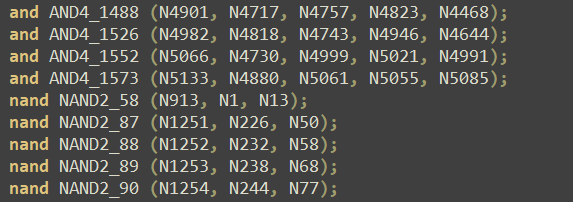 and AND4_1488 (N4901, N4717, N4757, N4823, N4468);
and AND4_1526 (N4982, N4818, N4743, N4946, N4644);
and AND4_1552 (N5066, N4730, N4999, N5021, N4991);
and AND4_1573 (N5133, N4880, N5061, N5055, N5085);
nand NAND2_58 (N913, N1, N13);
nand NAND2_87 (N1251, N226, N50);
nand NAND2_88 (N1252, N232, N58);
nand NAND2_89 (N1253, N238, N68);
nand NAND2_90 (N1254, N244, N77);